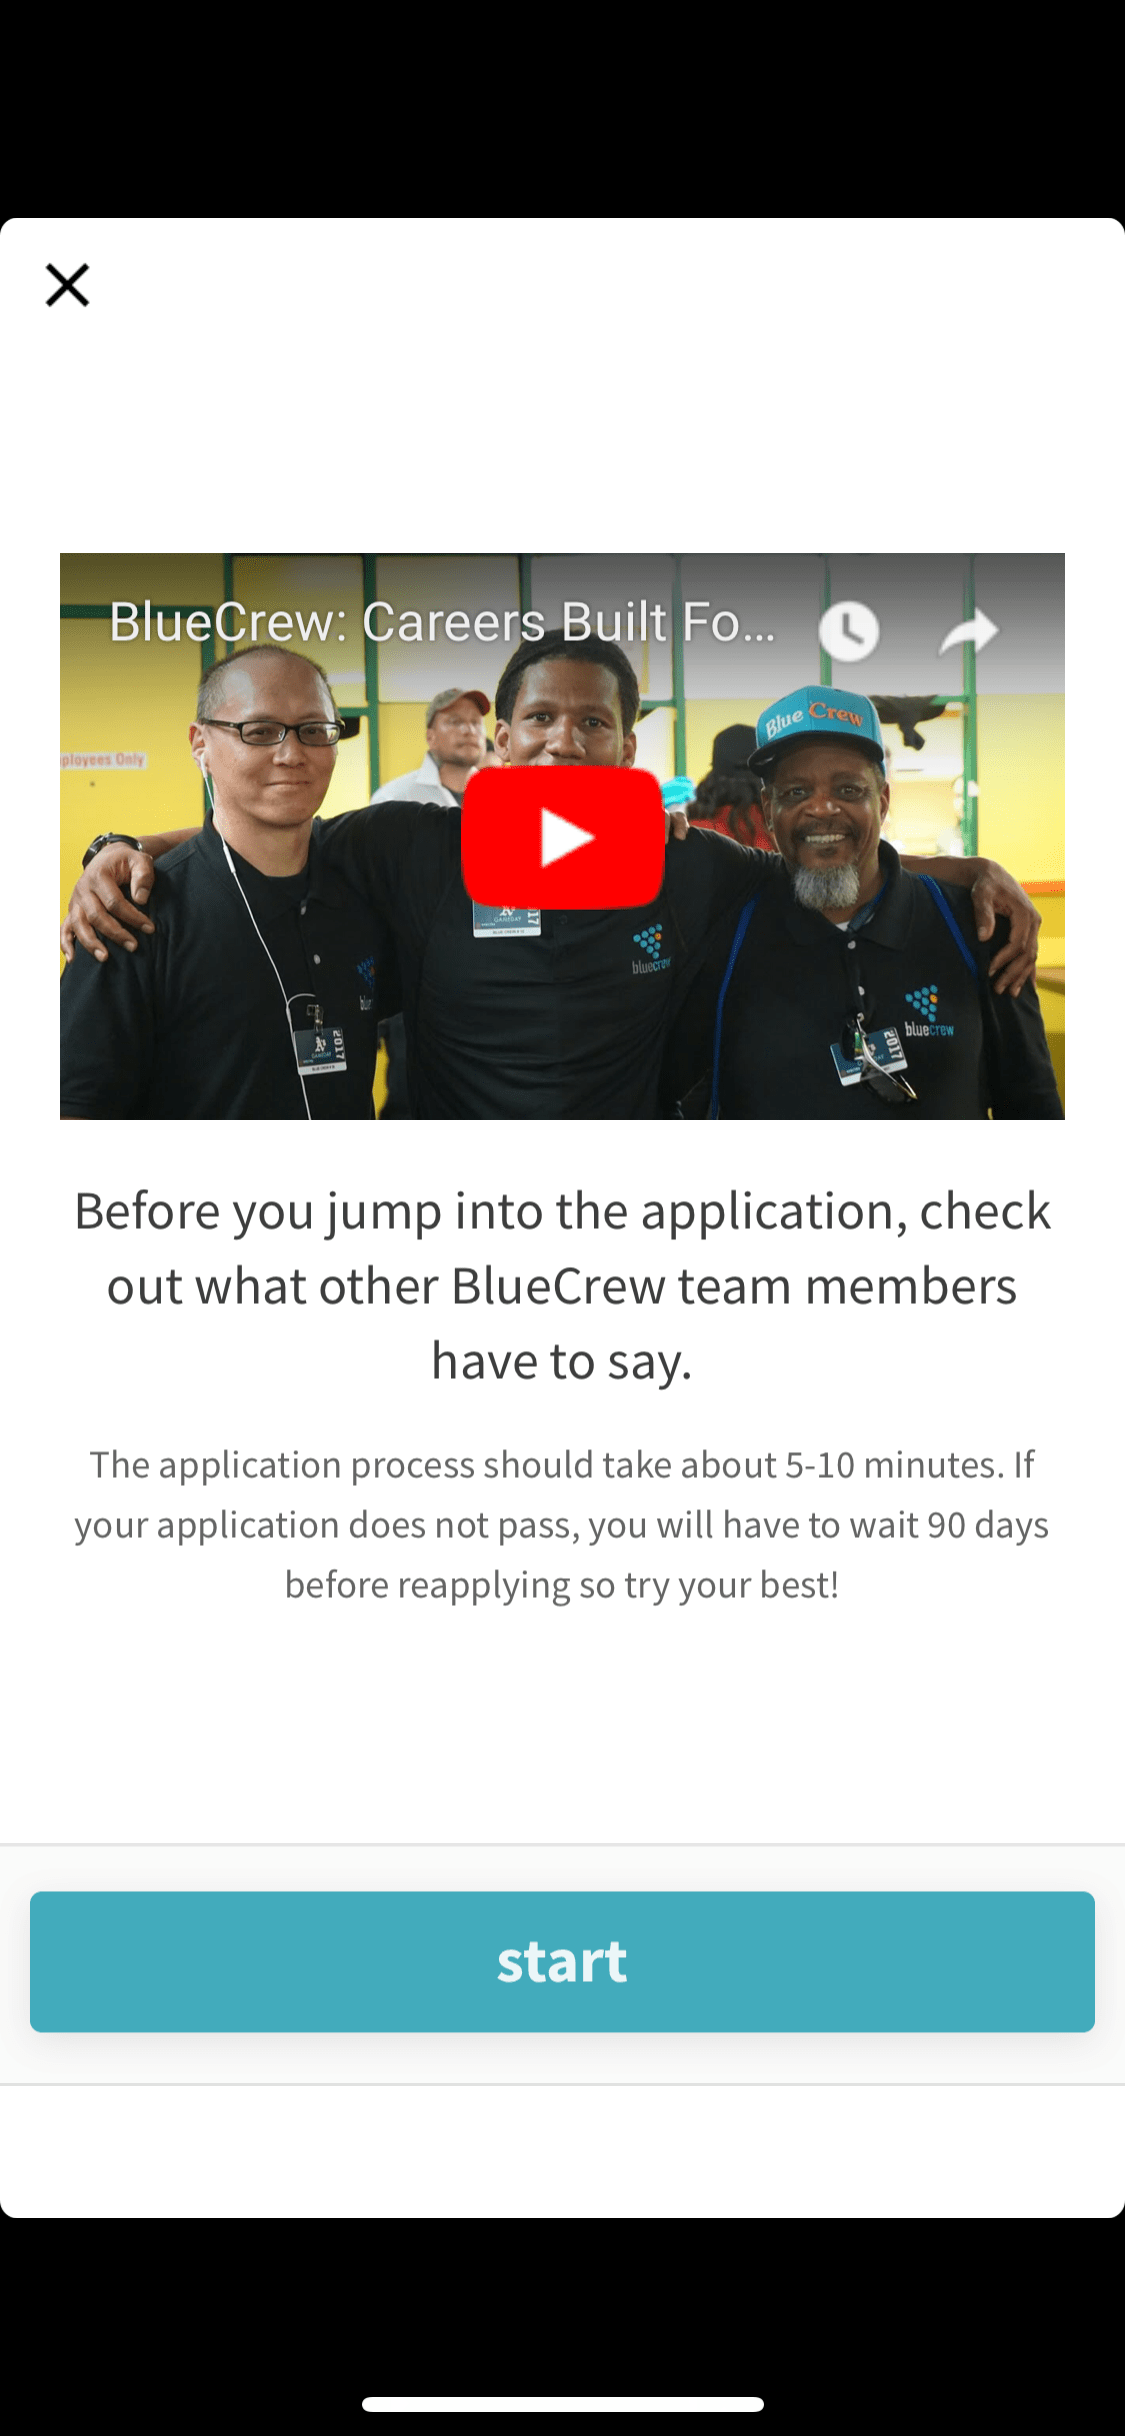 BlueCrew: Careers Built Fo...
Blue Crew
ployees Only
2017
bluecrew
2017
bluecrew
Before you jump into the application, check
out what other BlueCrew team members
have to say.
The application process should take about 5-10 minutes. If
your application does not pass, you will have to wait 90 days
before reapplying so try your best!
start